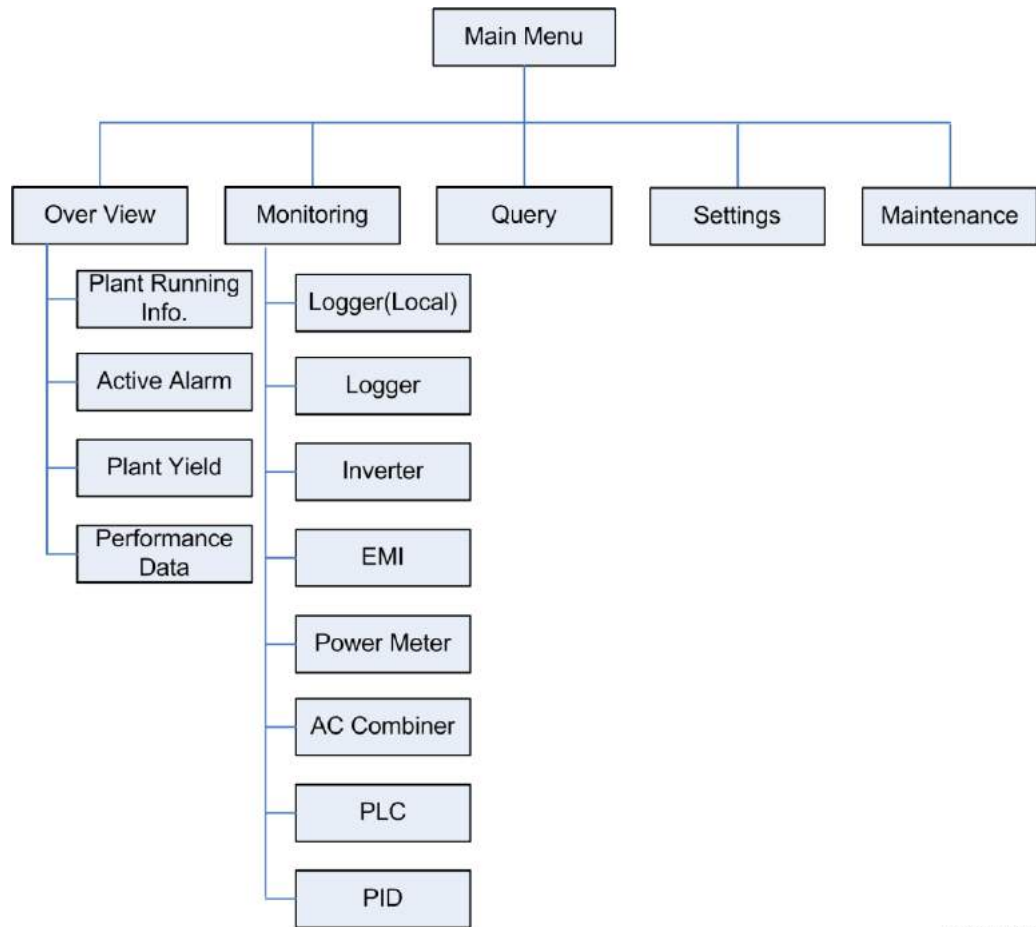 Main Menu
Over View
Monitoring
Query
Settings
Maintenance
Plant Running
Info.
Active Alarm
Plant Yield
Performance
Data
Logger(Local)
Logger
Inverter
EMI
Power Meter
AC Combiner
PLC
PID